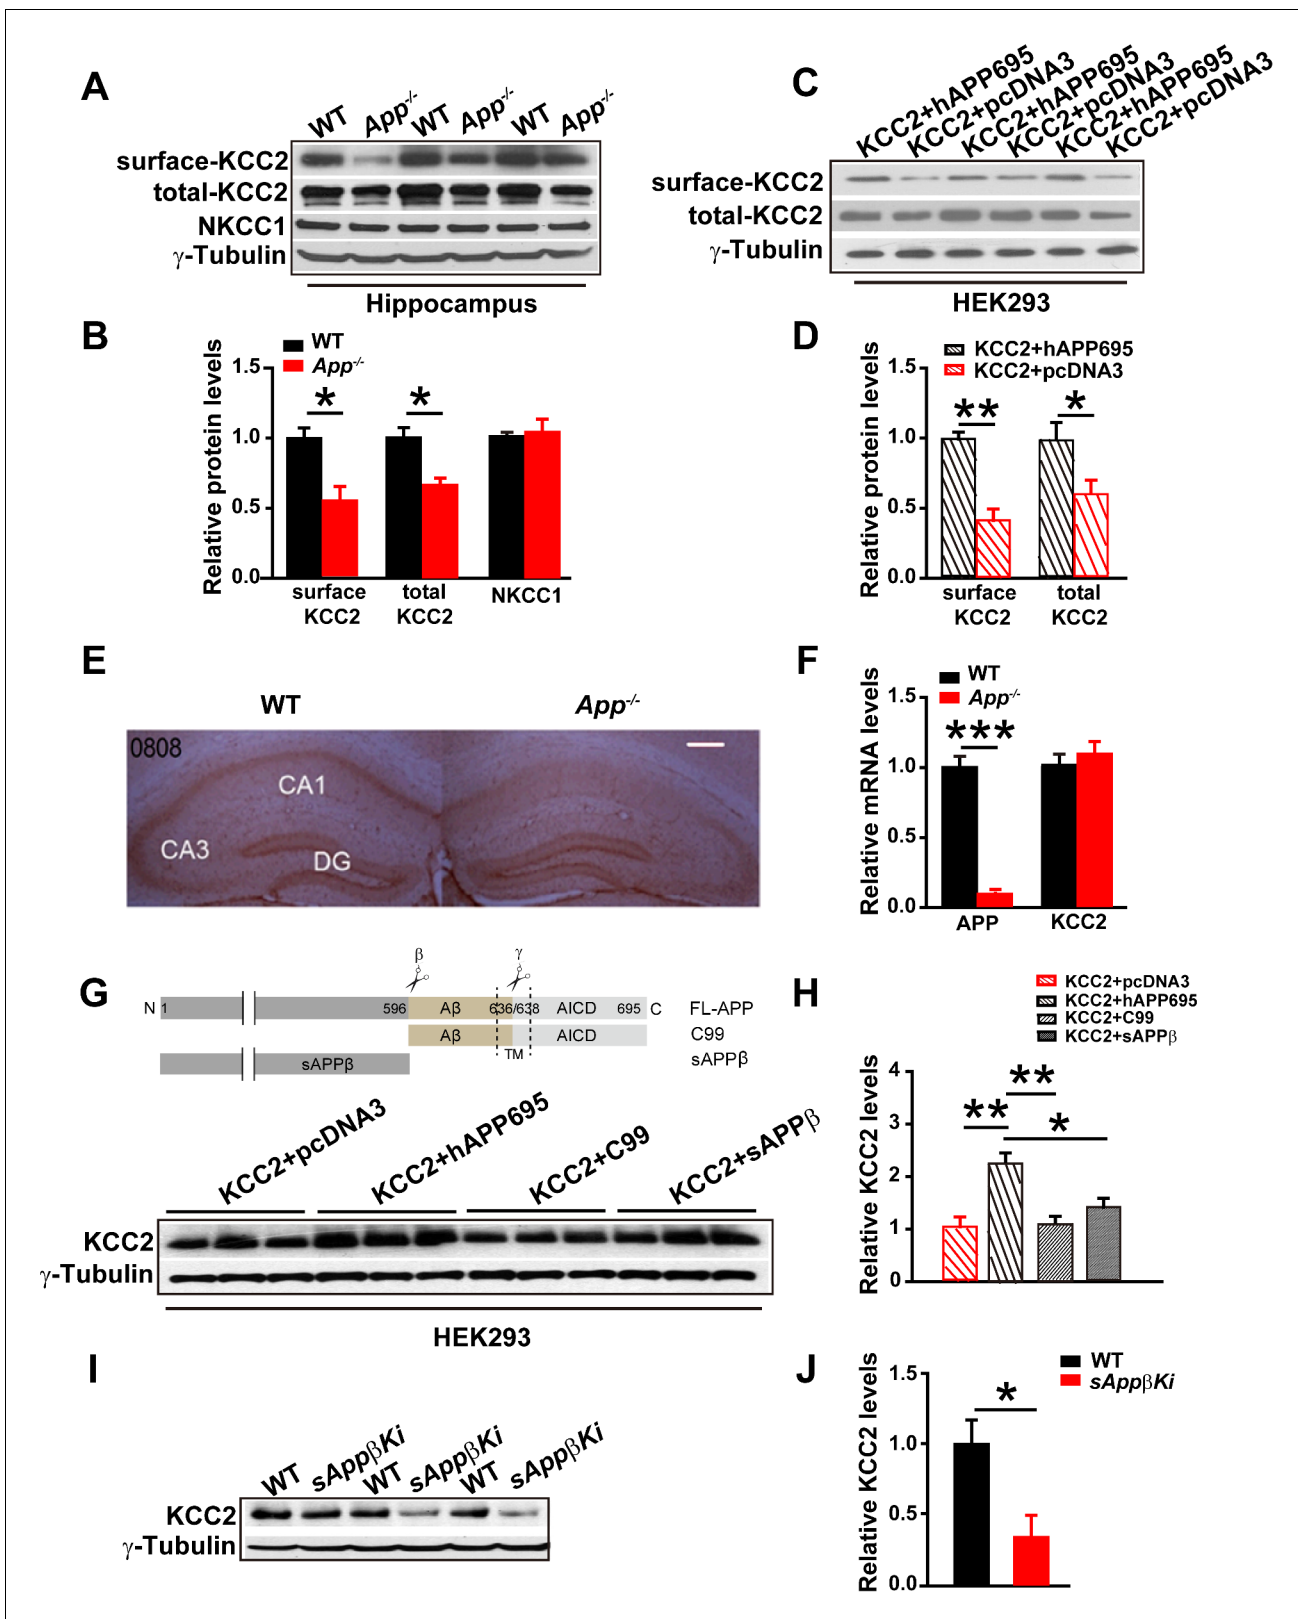 A
WT App-/- WT App-/- WT App-/-
surface-KCC2
total-KCC2
NKCC1
γ-Tubulin
Hippocampus
B
WT
App-/-
Relative protein levels
1.5
1.0
0.5
0.0
* *
surface KCC2
total KCC2
NKCC1
C
KCC2+hAPP695
KCC2+pcDNA3
KCC2+hAPP695
KCC2+pcDNA3
KCC2+hAPP695
KCC2+pcDNA3
surface-KCC2
total-KCC2
γ-Tubulin
HEK293
D
KCC2+hAPP695
KCC2+pcDNA3
Relative protein levels
1.5
1.0
0.5
0.0
** *
surface KCC2
total KCC2
E
WT App-/-
0808
CA1
CA3
DG
F
WT
App-/-
Relative mRNA levels
1.5
1.0
0.5
0.0
***
APP KCC2
G
β γ
N 1 596 Aβ 636/638 AICD 695 C FL-APP
Aβ AICD C99
TM
sAPPβ sAPPβ
KCC2+pcDNA3
KCC2+hAPP695
KCC2+C99
KCC2+sAPPβ
KCC2
γ-Tubulin
HEK293
H
KCC2+pcDNA3
KCC2+hAPP695
KCC2+C99
KCC2+sAPPβ
Relative KCC2 levels
4
3
2
1
0
** ** *
I
WT sAppβKi WT sAppβKi WT sAppβKi
KCC2
γ-Tubulin
J
WT
sAppβKi
Relative KCC2 levels
1.5
1.0
0.5
0.0
*